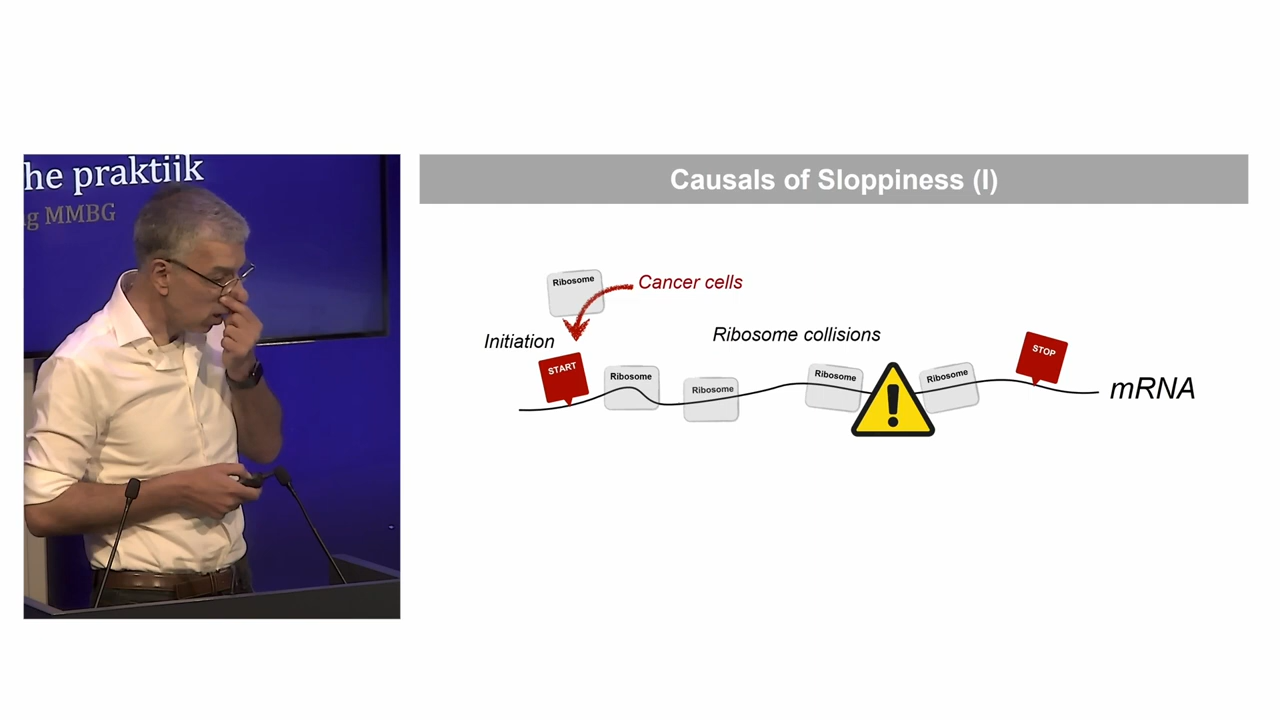 he praktijk
g MMBG
Causals of Sloppiness (I)
Ribosome
Cancer cells
Initiation
Ribosome collisions
START
Ribosome
Ribosome
Ribosome
Ribosome
STOP
mRNA